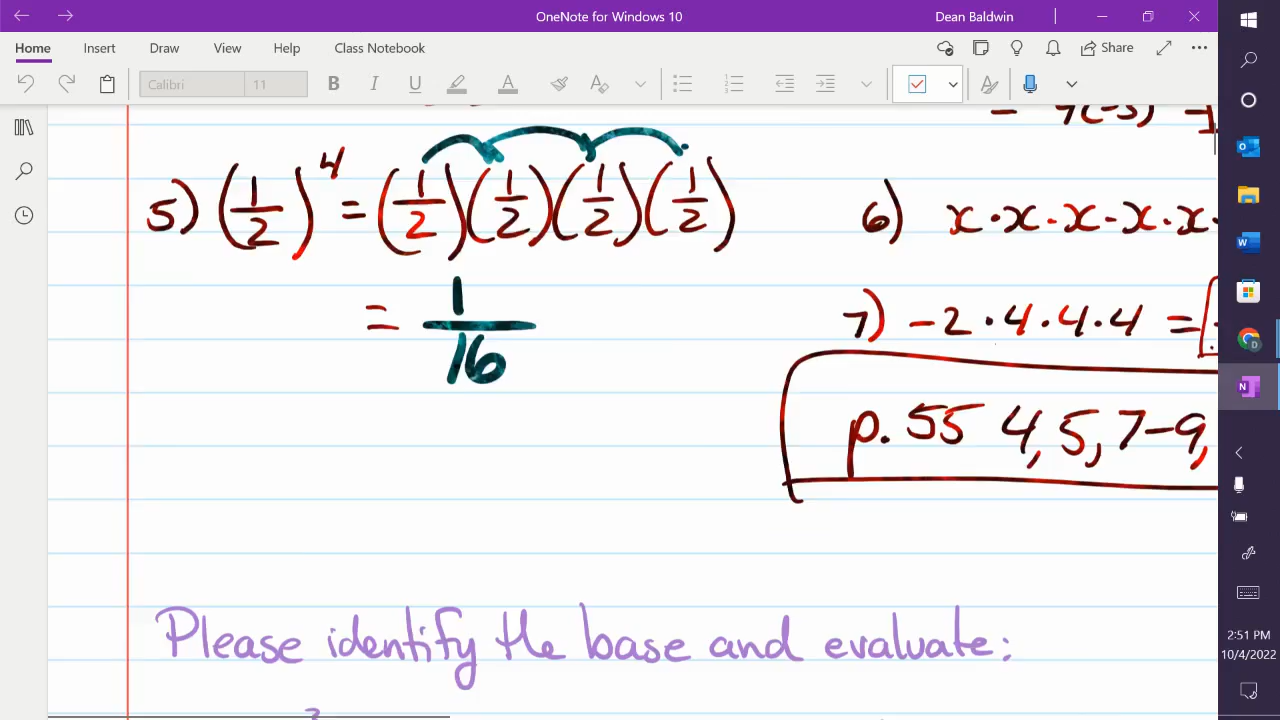 OneNote for Windows 10
Dean Baldwin
Home Insert Draw View Help Class Notebook
Share
Calibri 11
B I U A
= 4(-3)
5) (1/2)^4 = (1/2)(1/2)(1/2)(1/2)
= 1/16
6) x·x·x·x·x·
7) -2·4·4·4 =
p. 55 4, 5, 7-9,
Please identify the base and evaluate:
2:51 PM
10/4/2022